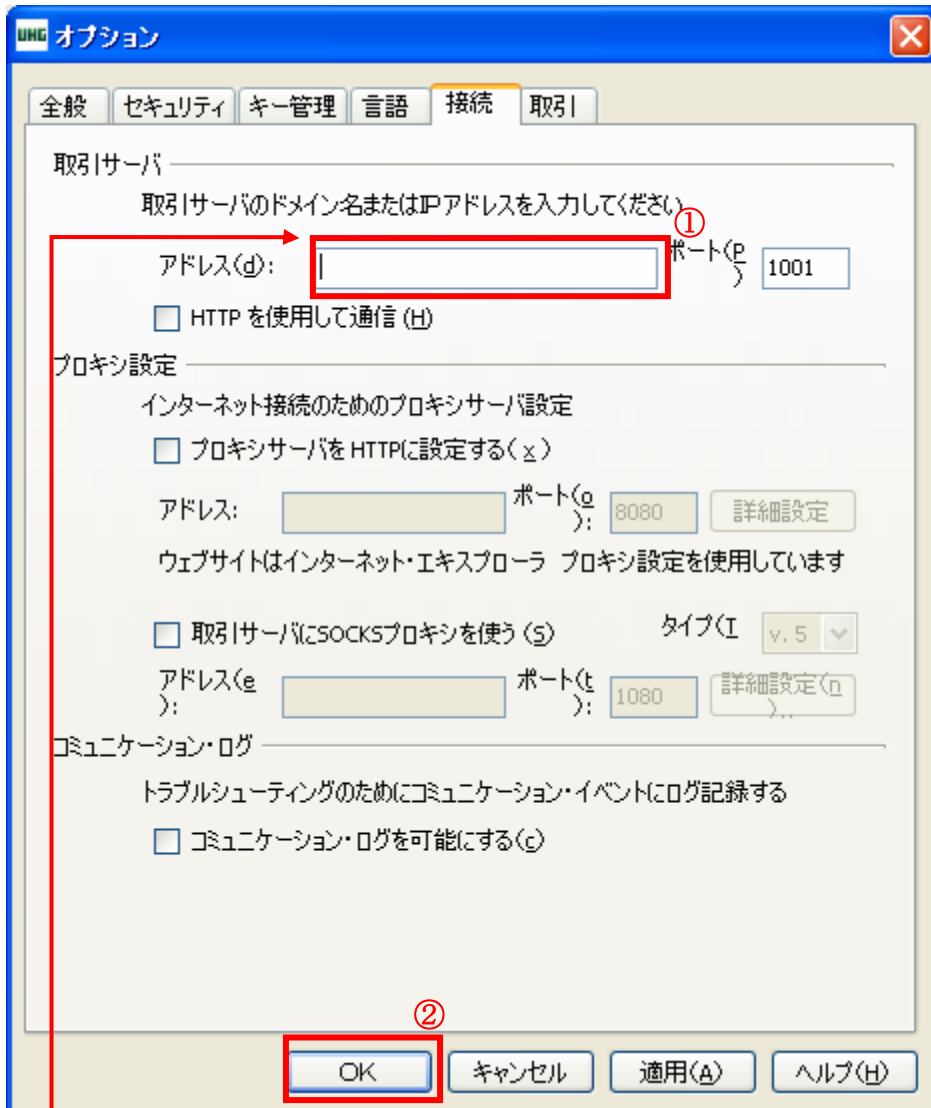 UHG オプション
全般 セキュリティ キー管理 言語 接続 取引
取引サーバ
取引サーバのドメイン名またはIPアドレスを入力してください
①
アドレス(d): ポート(P
) 1001
HTTP を使用して通信 (H)
プロキシ設定
インターネット接続のためのプロキシサーバ設定
プロキシサーバをHTTPに設定する( x )
アドレス: ポート(o
): 8080 詳細設定
ウェブサイトはインターネット・エキスプローラ プロキシ設定を使用しています
取引サーバにSOCKSプロキシを使う (S) タイプ(T v. 5
アドレス(e
): ポート(t
): 1080 詳細設定(n
)..
コミュニケーション・ログ
トラブルシューティングのためにコミュニケーション・イベントにログ記録する
コミュニケーション・ログを可能にする(c)
②
OK キャンセル 適用(A) ヘルプ(H)